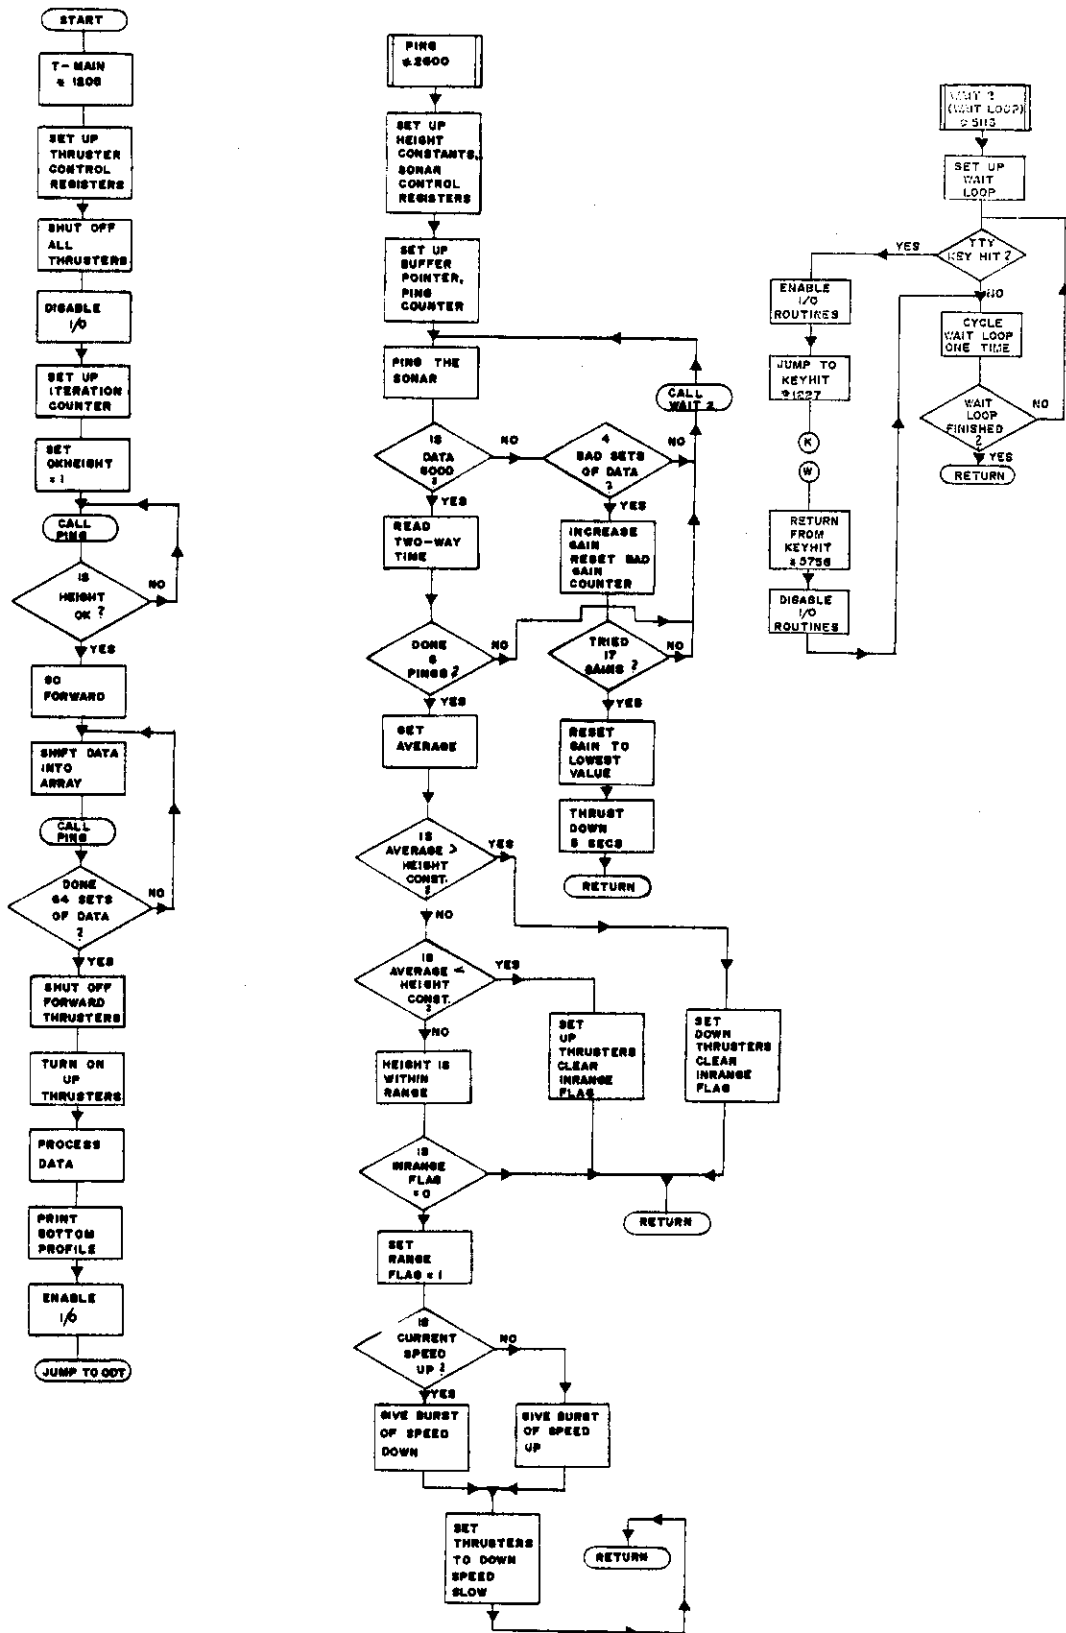 START
T-MAIN
* 1206
SET UP
THRUSTER
CONTROL
REGISTERS
SHUT OFF
ALL
THRUSTERS
DISABLE
I/O
SET UP
ITERATION
COUNTER
SET
OKHEIGHT
= 1
CALL
PING
IS
HEIGHT
OK ?
NO
YES
GO
FORWARD
SHIFT DATA
INTO
ARRAY
CALL
PING
DONE
64 SETS
OF DATA
?
NO
YES
SHUT OFF
FORWARD
THRUSTERS
TURN ON
UP
THRUSTERS
PROCESS
DATA
PRINT
BOTTOM
PROFILE
ENABLE
I/O
JUMP TO ODT
PING
*2600
SET UP
HEIGHT
CONSTANTS,
SONAR
CONTROL
REGISTERS
SET UP
BUFFER
POINTER,
PING
COUNTER
PING THE
SONAR
CALL
WAIT 2
IS
DATA
GOOD
?
NO
YES
4
BAD SETS
OF DATA
?
NO
YES
READ
TWO-WAY
TIME
INCREASE
GAIN
RESET BAD
GAIN
COUNTER
DONE
6
PINGS ?
NO
YES
TRIED
17
GAINS ?
NO
YES
GET
AVERAGE
RESET
GAIN TO
LOWEST
VALUE
THRUST
DOWN
5 SECS
RETURN
IS
AVERAGE >
HEIGHT
CONST.
?
YES
NO
IS
AVERAGE <
HEIGHT
CONST.
?
YES
NO
SET
UP
THRUSTERS
CLEAR
INRANGE
FLAG
SET
DOWN
THRUSTERS
CLEAR
INRANGE
FLAG
HEIGHT IS
WITHIN
RANGE
IS
INRANGE
FLAG
= 0
RETURN
SET
RANGE
FLAG = 1
IS
CURRENT
SPEED
UP ?
NO
YES
GIVE BURST
OF SPEED
DOWN
GIVE BURST
OF SPEED
UP
SET
THRUSTERS
TO DOWN
SPEED
SLOW
RETURN
WAIT 2
(WAIT LOOP)
SET UP
WAIT
LOOP
TTY
KEY HIT ?
YES
NO
ENABLE
I/O
ROUTINES
JUMP TO
KEYHIT
*1227
K
W
RETURN
FROM
KEYHIT
*5756
DISABLE
I/O
ROUTINES
CYCLE
WAIT LOOP
ONE TIME
WAIT
LOOP
FINISHED
?
NO
YES
RETURN